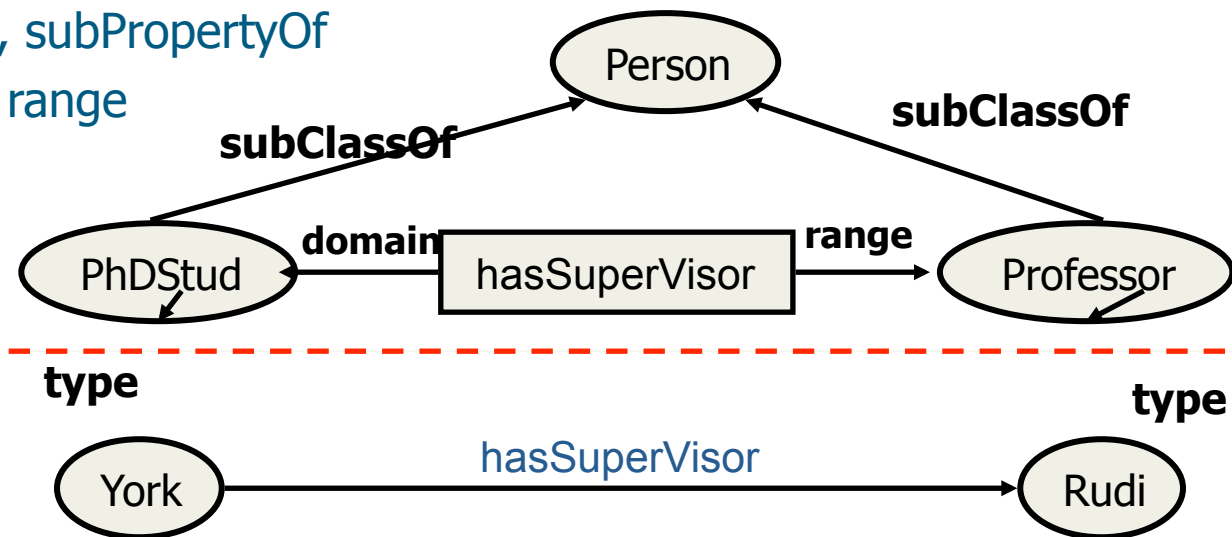 , subPropertyOf
Person
range
subClassOf
subClassOf
domain
range
PhDStud
hasSuperVisor
Professor
type
type
hasSuperVisor
York
Rudi